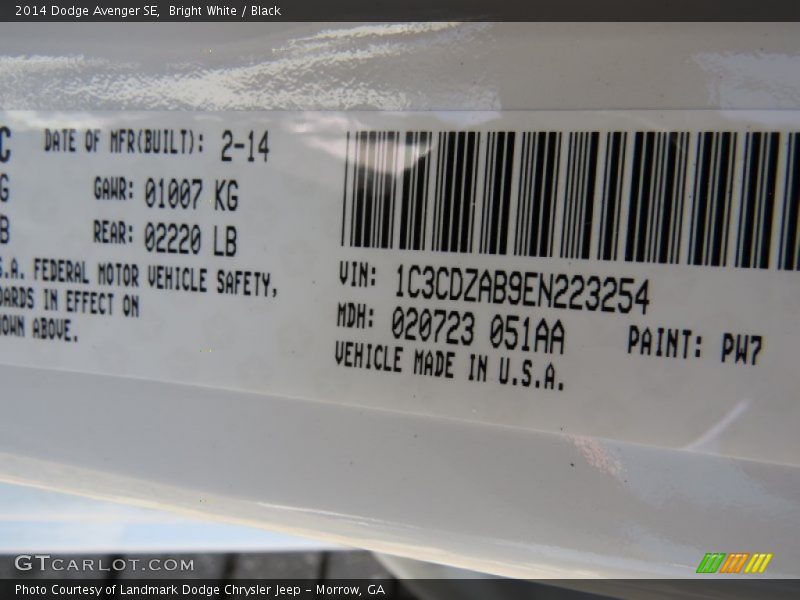 2014 Dodge Avenger SE,  Bright White / Black
C DATE OF MFR(BUILT): 2-14
G GAWR: 01007 KG
B REAR: 02220 LB
S.A. FEDERAL MOTOR VEHICLE SAFETY,
DARDS IN EFFECT ON
HOWN ABOVE.
VIN: 1C3CDZAB9EN223254
MDH: 020723 051AA PAINT: PW7
VEHICLE MADE IN U.S.A.
GTCARLOT.COM
Photo Courtesy of Landmark Dodge Chrysler Jeep - Morrow, GA